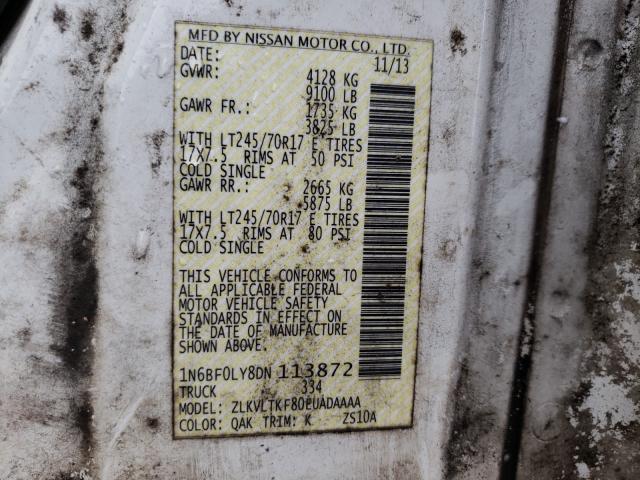 MFD BY NISSAN MOTOR CO., LTD.
DATE: 11/13
GVWR: 4128 KG
9100 LB
GAWR FR.: 1735 KG
3825 LB
WITH LT245/70R17 E TIRES
17X7.5 RIMS AT 50 PSI
COLD SINGLE
GAWR RR.: 2665 KG
5875 LB
WITH LT245/70R17 E TIRES
17X7.5 RIMS AT 80 PSI
COLD SINGLE
THIS VEHICLE CONFORMS TO
ALL APPLICABLE FEDERAL
MOTOR VEHICLE SAFETY
STANDARDS IN EFFECT ON
THE DATE OF MANUFACTURE
SHOWN ABOVE.
1N6BF0LY8DN 113872
TRUCK 334
MODEL: ZLKVLTKF80EUADAAAA
COLOR: QAK TRIM: K ZS10A